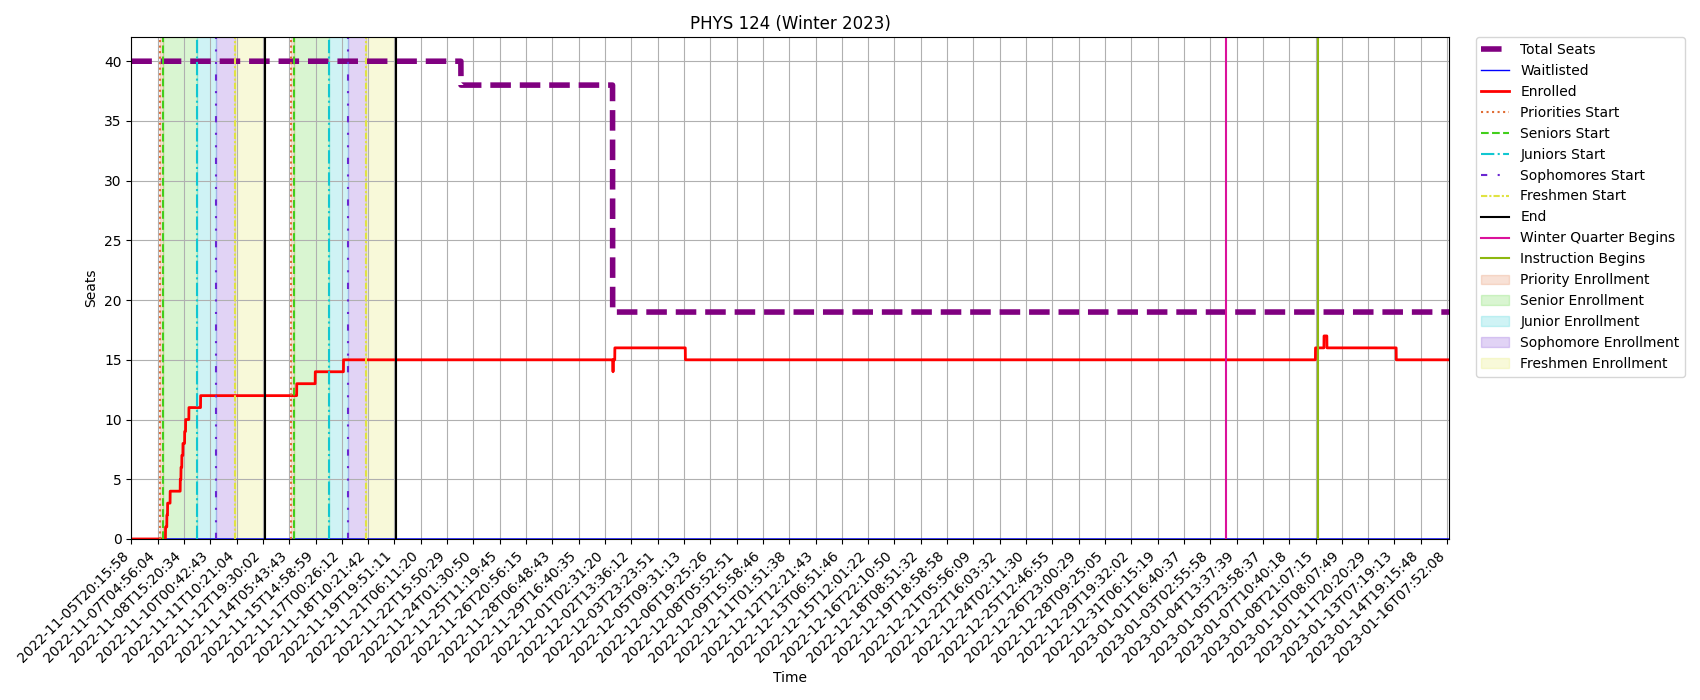 PHYS 124 (Winter 2023)
Seats
40
35
30
25
20
15
10
5
0
2022-11-05T20:15:58
2022-11-07T04:56:04
2022-11-08T15:20:34
2022-11-10T00:42:43
2022-11-11T10:21:04
2022-11-12T19:30:02
2022-11-14T05:43:43
2022-11-15T14:58:59
2022-11-17T00:26:12
2022-11-18T10:21:42
2022-11-19T19:51:11
2022-11-21T06:11:20
2022-11-22T15:50:29
2022-11-24T01:30:50
2022-11-25T11:19:45
2022-11-26T20:56:15
2022-11-28T06:48:43
2022-11-29T16:40:35
2022-12-01T02:31:20
2022-12-02T13:36:12
2022-12-03T23:23:51
2022-12-05T09:31:13
2022-12-06T19:25:26
2022-12-08T05:52:51
2022-12-09T15:58:46
2022-12-11T01:51:38
2022-12-12T12:21:43
2022-12-13T06:51:46
2022-12-15T12:01:22
2022-12-16T22:10:50
2022-12-18T08:51:32
2022-12-19T18:58:58
2022-12-21T05:56:09
2022-12-22T16:03:32
2022-12-24T02:11:30
2022-12-25T12:46:55
2022-12-26T23:00:29
2022-12-28T09:25:05
2022-12-29T19:32:02
2022-12-31T06:15:19
2023-01-01T16:40:37
2023-01-03T02:55:58
2023-01-04T13:37:39
2023-01-05T23:58:37
2023-01-07T10:40:18
2023-01-08T21:07:15
2023-01-10T08:07:49
2023-01-11T20:20:29
2023-01-13T07:19:13
2023-01-14T19:15:48
2023-01-16T07:52:08
Time
Total Seats
Waitlisted
Enrolled
Priorities Start
Seniors Start
Juniors Start
Sophomores Start
Freshmen Start
End
Winter Quarter Begins
Instruction Begins
Priority Enrollment
Senior Enrollment
Junior Enrollment
Sophomore Enrollment
Freshmen Enrollment